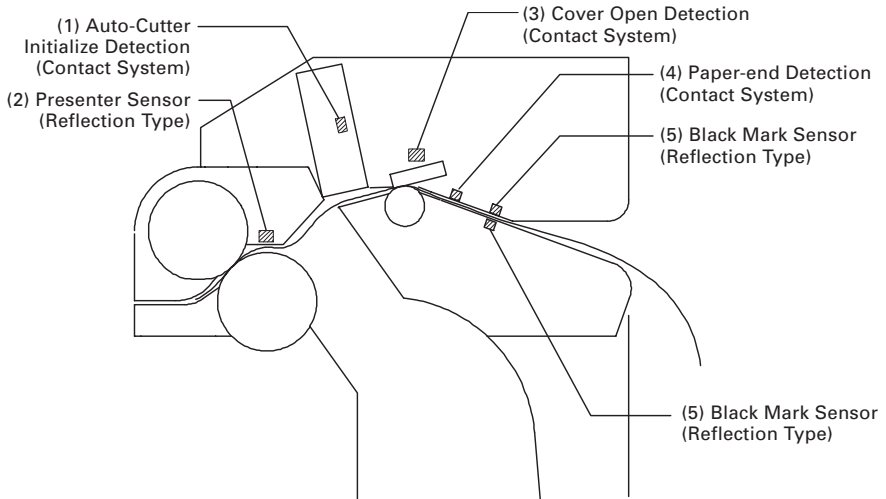 (1) Auto-Cutter
Initialize Detection
(Contact System)
(2) Presenter Sensor
(Reflection Type)
(3) Cover Open Detection
(Contact System)
(4) Paper-end Detection
(Contact System)
(5) Black Mark Sensor
(Reflection Type)
(5) Black Mark Sensor
(Reflection Type)